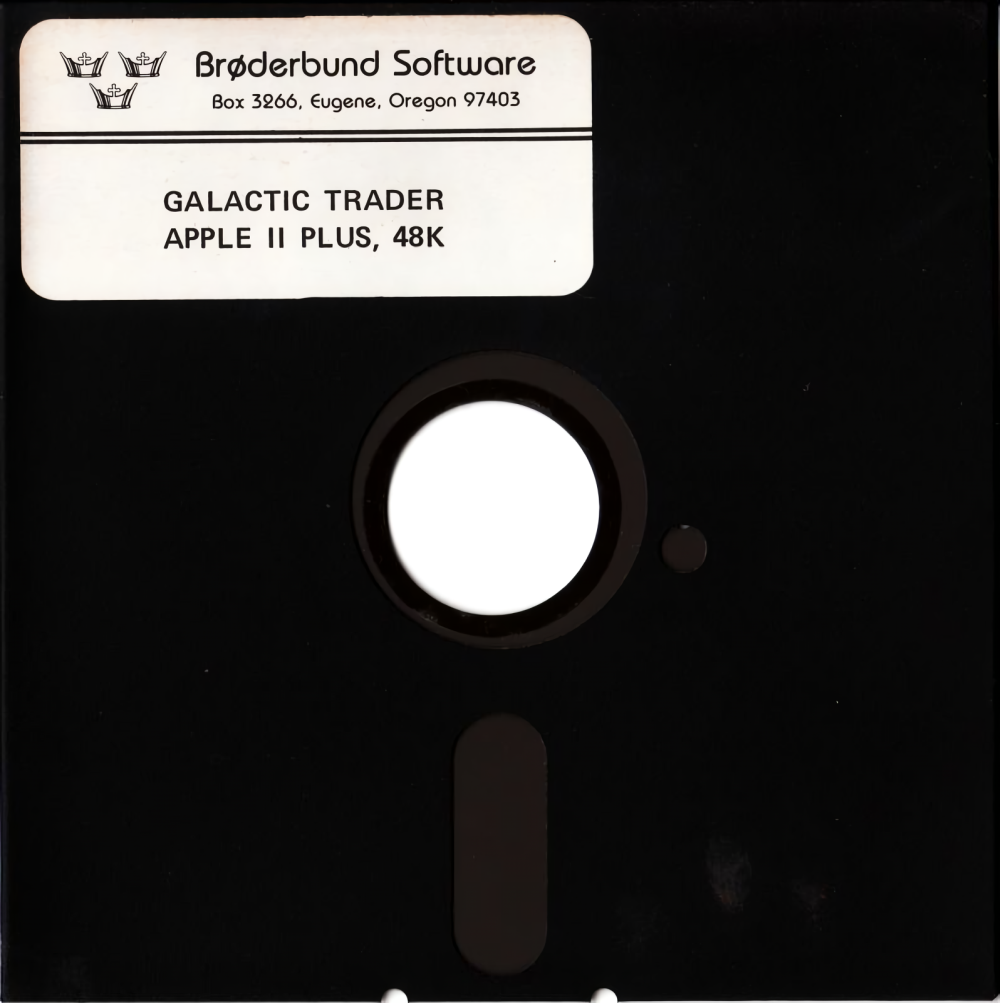 Brøderbund Software
Box 3266, Eugene, Oregon 97403
GALACTIC TRADER
APPLE II PLUS, 48K